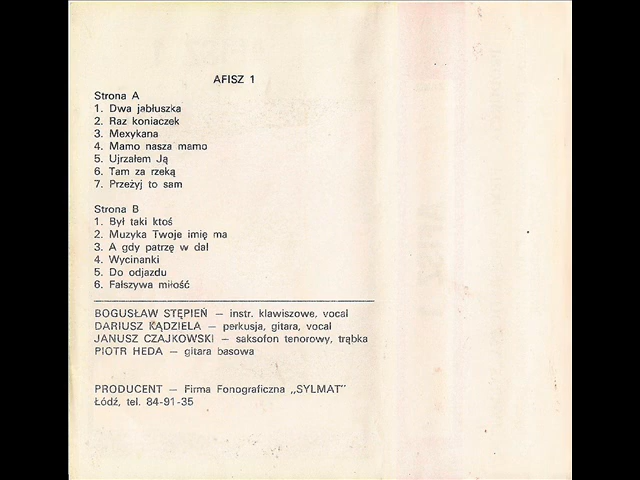 AFISZ 1
Strona A
1. Dwa jabłuszka
2. Raz koniaczek
3. Mexykana
4. Mamo nasza mamo
5. Ujrzałem Ją
6. Tam za rzeką
7. Przeżyj to sam
Strona B
1. Był taki ktoś
2. Muzyka Twoje imię ma
3. A gdy patrzę w dal
4. Wycinanki
5. Do odjazdu
6. Fałszywa miłość
BOGUSŁAW STĘPIEŃ — instr. klawiszowe, vocal
DARIUSZ KĄDZIELA — perkusja, gitara, vocal
JANUSZ CZAJKOWSKI — saksofon tenorowy, trąbka
PIOTR HEDA — gitara basowa
PRODUCENT — Firma Fonograficzna „SYLMAT”
Łódź, tel. 84-91-35